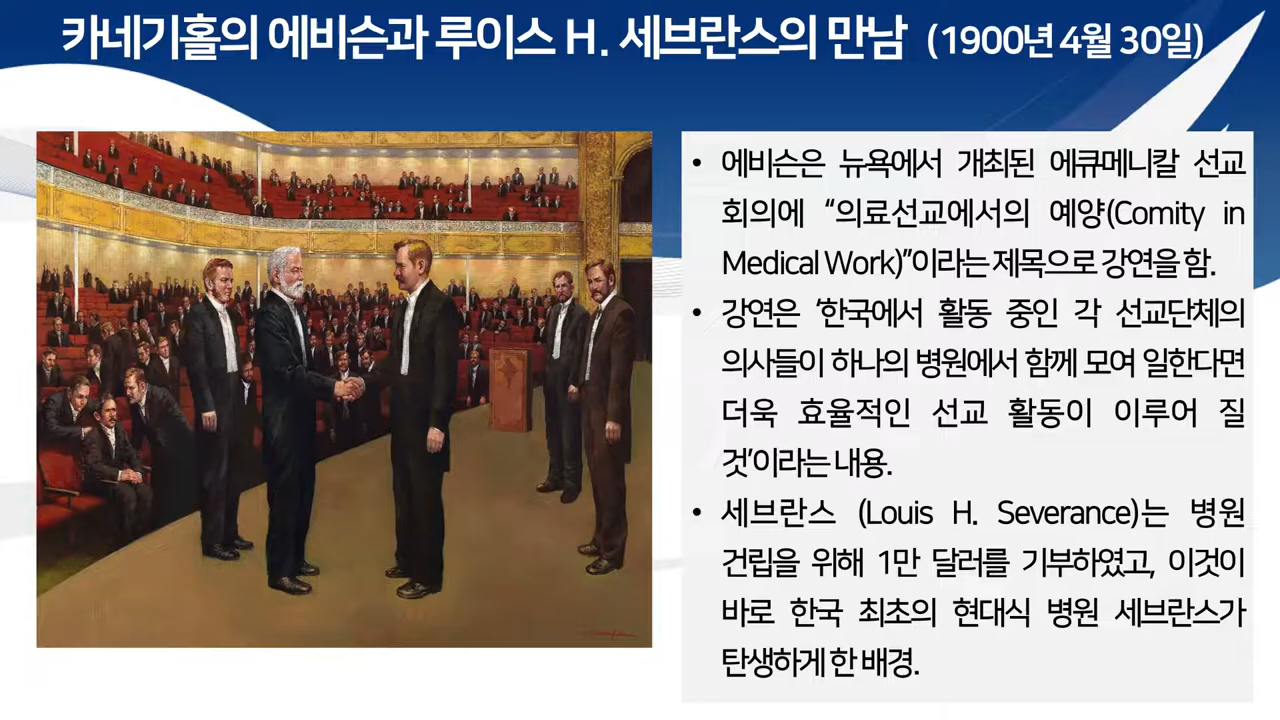 카네기홀의 에비슨과 루이스 H. 세브란스의 만남 (1900년 4월 30일)
• 에비슨은 뉴욕에서 개최된 에큐메니칼 선교
회의에 “의료선교에서의 예양(Comity in
Medical Work)”이라는 제목으로 강연을 함.
• 강연은 ‘한국에서 활동 중인 각 선교단체의
의사들이 하나의 병원에서 함께 모여 일한다면
더욱 효율적인 선교 활동이 이루어 질
것’이라는 내용.
• 세브란스 (Louis H. Severance)는 병원
건립을 위해 1만 달러를 기부하였고, 이것이
바로 한국 최초의 현대식 병원 세브란스가
탄생하게 한 배경.